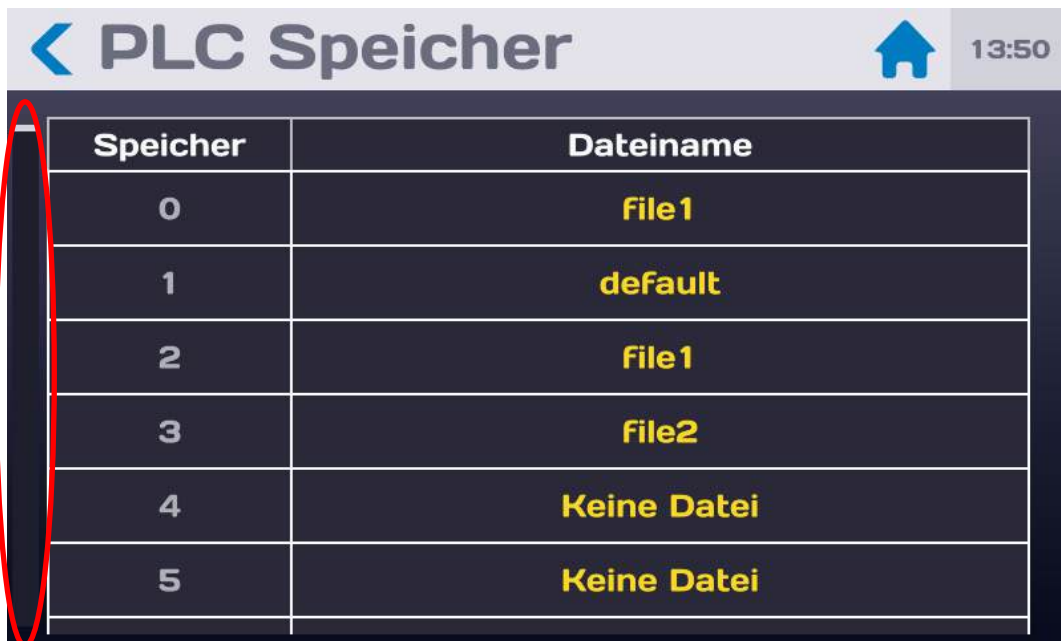 PLC Speicher
13:50
Speicher Dateiname
0 file1
1 default
2 file1
3 file2
4 Keine Datei
5 Keine Datei